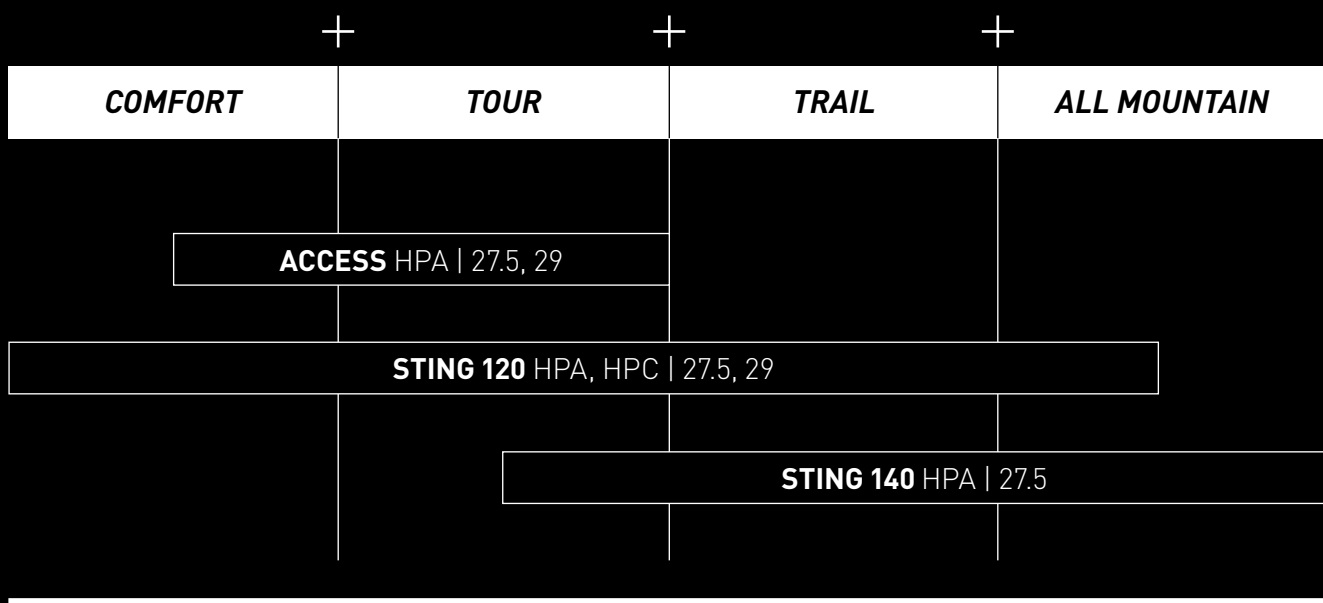 COMFORT TOUR TRAIL ALL MOUNTAIN
ACCESS HPA | 27.5, 29
STING 120 HPA, HPC | 27.5, 29
STING 140 HPA | 27.5